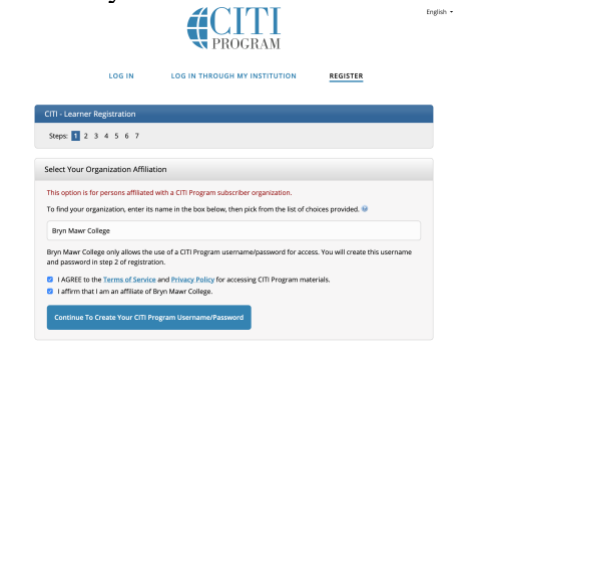 English
CITI
PROGRAM
LOG IN LOG IN THROUGH MY INSTITUTION REGISTER
CITI - Learner Registration
Steps: 1 2 3 4 5 6 7
Select Your Organization Affiliation
This option is for persons affiliated with a CITI Program subscriber organization.
To find your organization, enter its name in the box below, then pick from the list of choices provided.
Bryn Mawr College
Bryn Mawr College only allows the use of a CITI Program username/password for access. You will create this username
and password in step 2 of registration.
I AGREE to the Terms of Service and Privacy Policy for accessing CITI Program materials.
I affirm that I am an affiliate of Bryn Mawr College.
Continue To Create Your CITI Program Username/Password